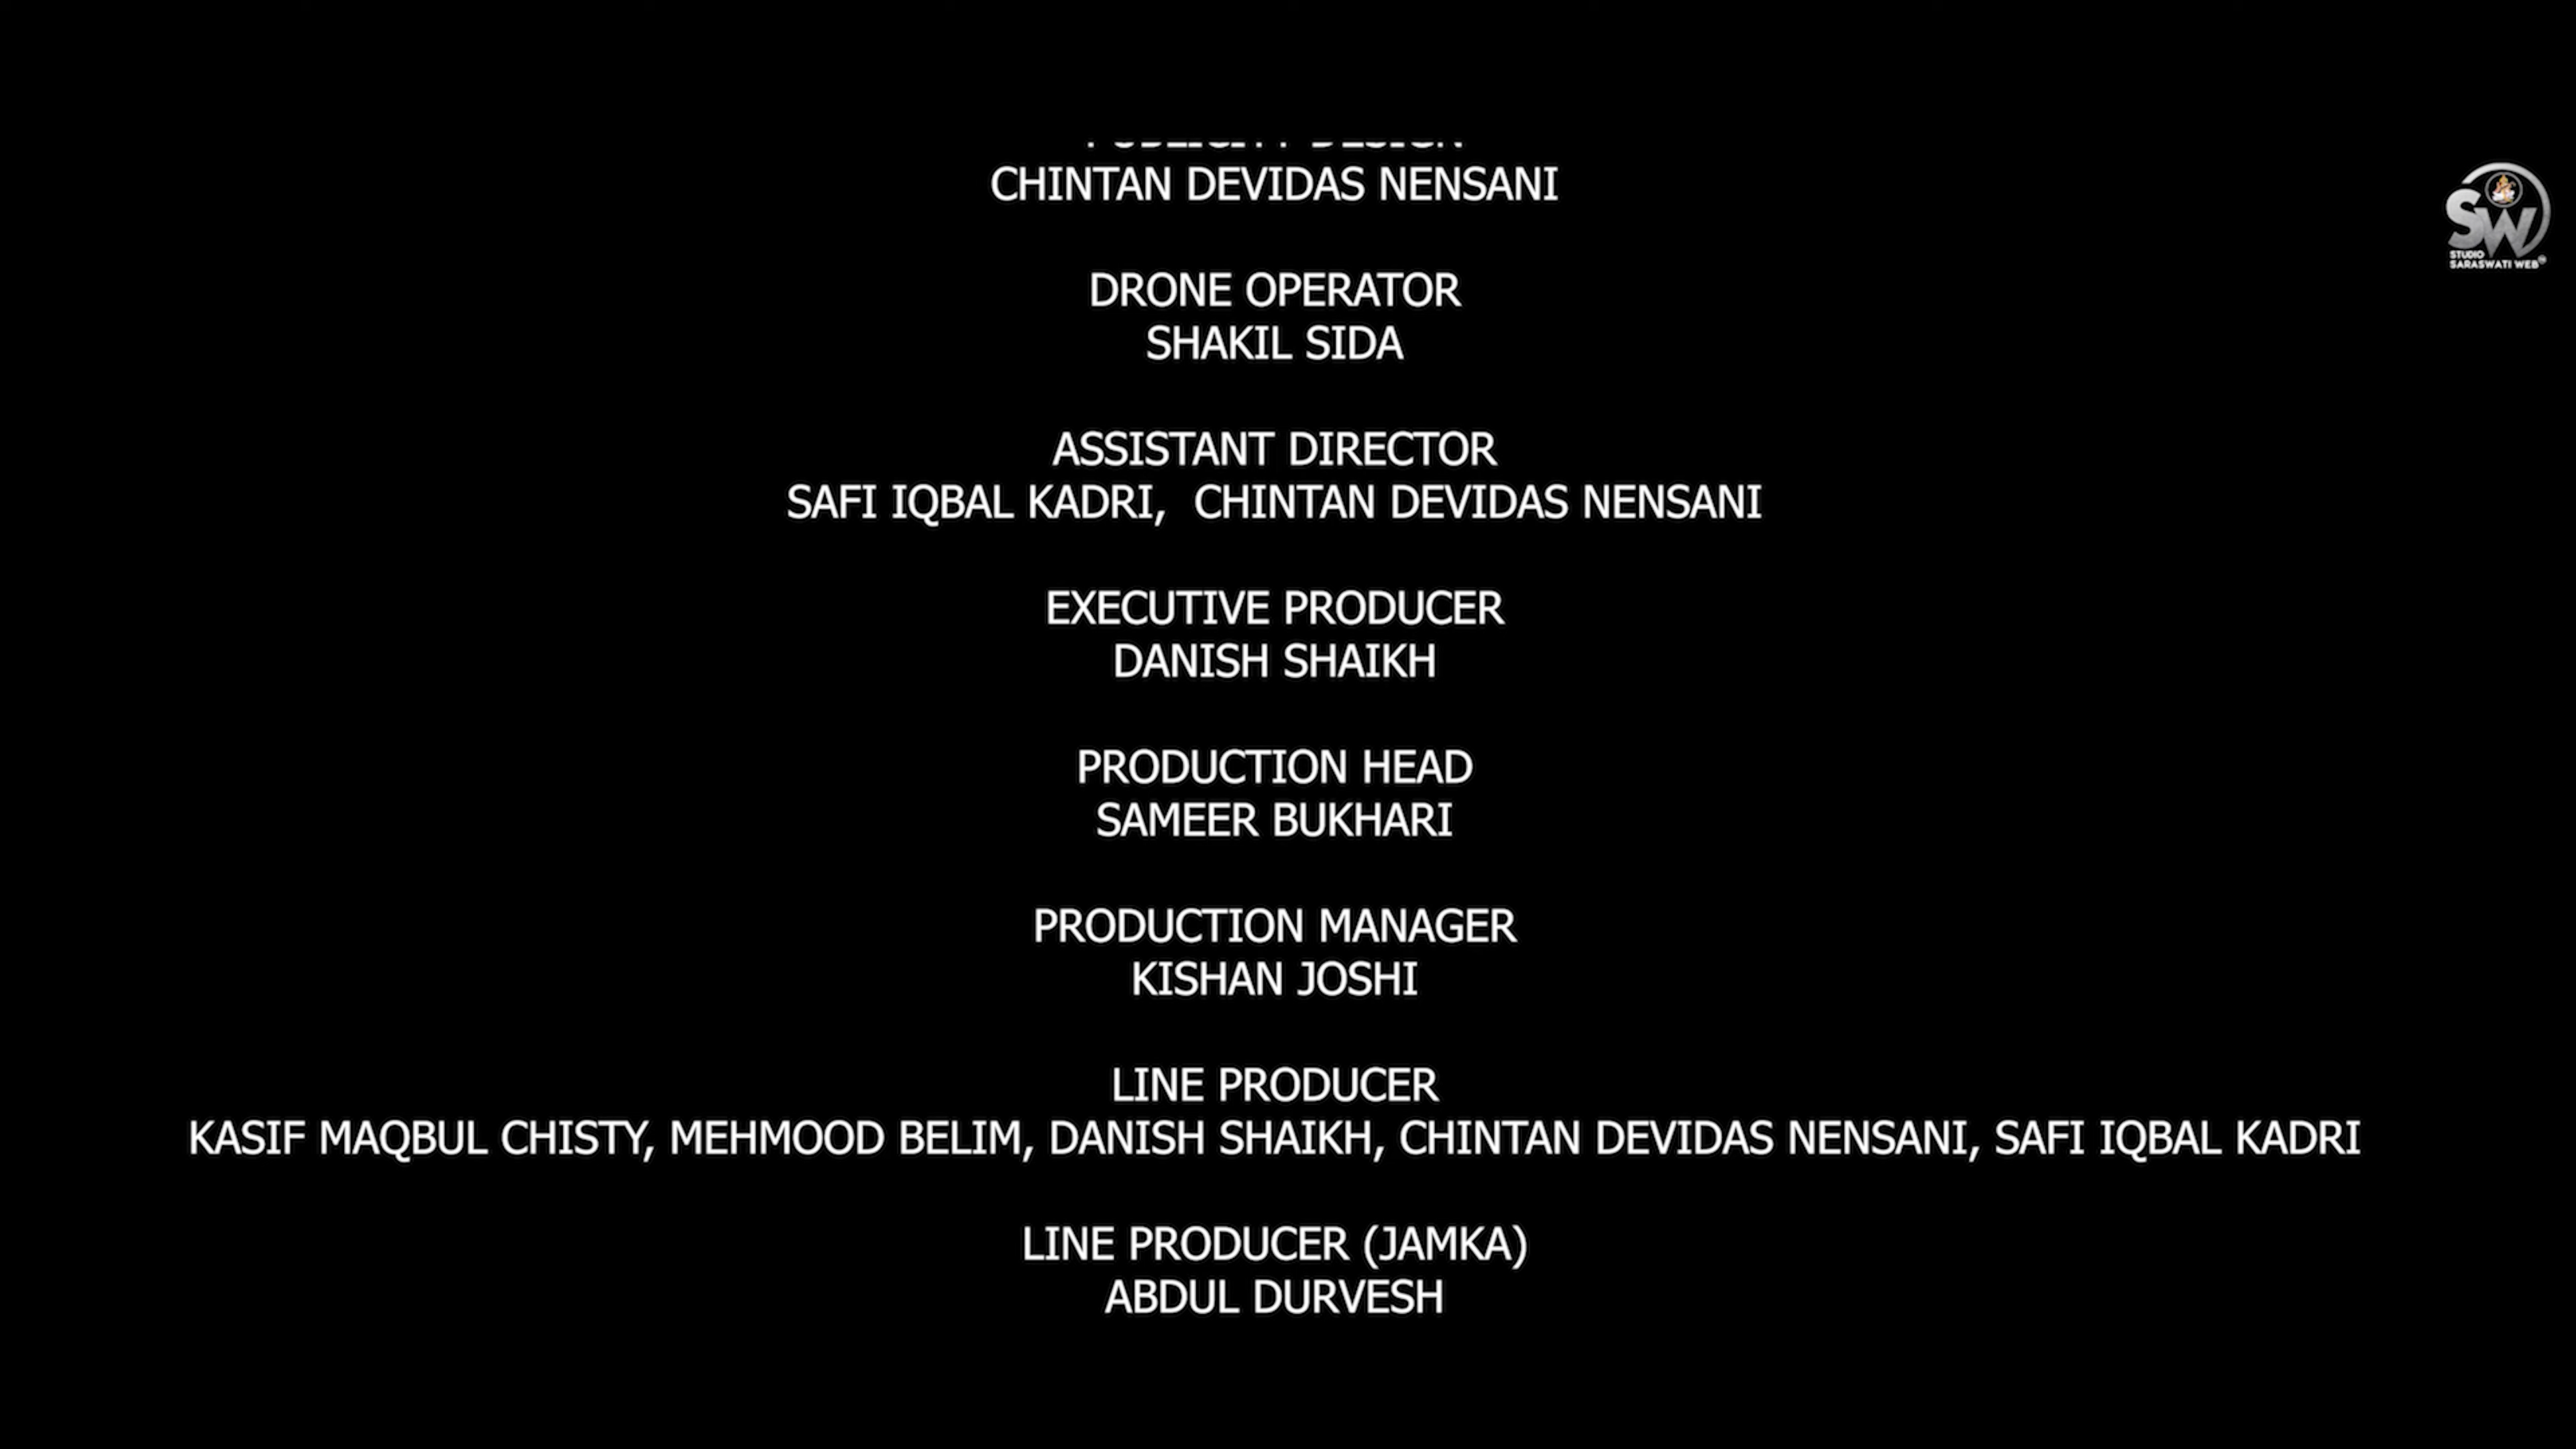 PUBLICITY DESIGN
CHINTAN DEVIDAS NENSANI
DRONE OPERATOR
SHAKIL SIDA
ASSISTANT DIRECTOR
SAFI IQBAL KADRI, CHINTAN DEVIDAS NENSANI
EXECUTIVE PRODUCER
DANISH SHAIKH
PRODUCTION HEAD
SAMEER BUKHARI
PRODUCTION MANAGER
KISHAN JOSHI
LINE PRODUCER
KASIF MAQBUL CHISTY, MEHMOOD BELIM, DANISH SHAIKH, CHINTAN DEVIDAS NENSANI, SAFI IQBAL KADRI
LINE PRODUCER (JAMKA)
ABDUL DURVESH
SW
STUDIO
SARASWATI WEB